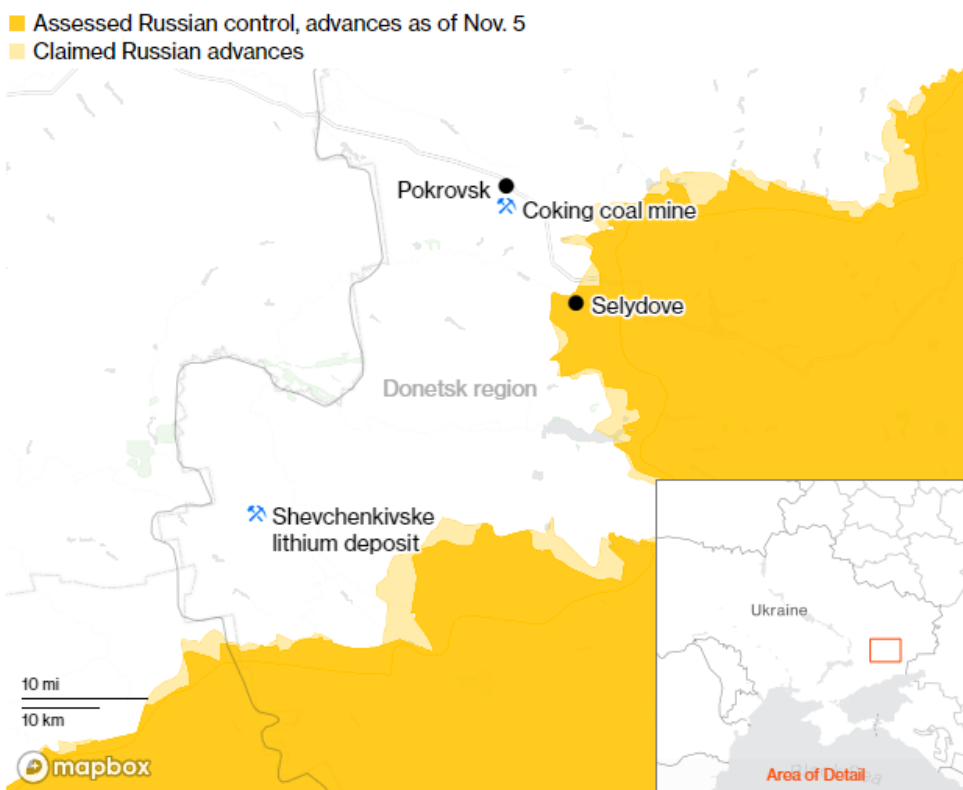 Assessed Russian control, advances as of Nov. 5
Claimed Russian advances
Pokrovsk
Coking coal mine
Selydove
Donetsk region
Shevchenkivske
lithium deposit
Ukraine
10 mi
10 km
mapbox
Area of Detail